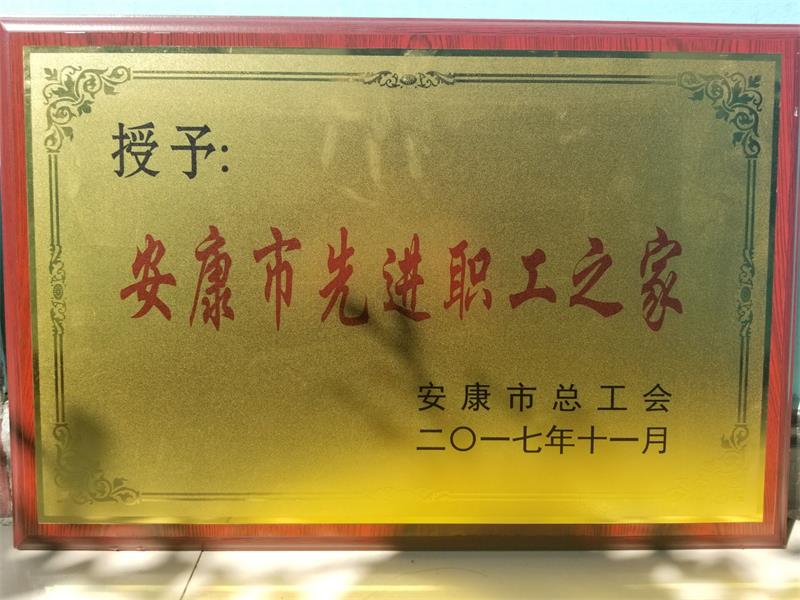 授予:
安康市先进职工之家
安康市总工会
二〇一七年十一月